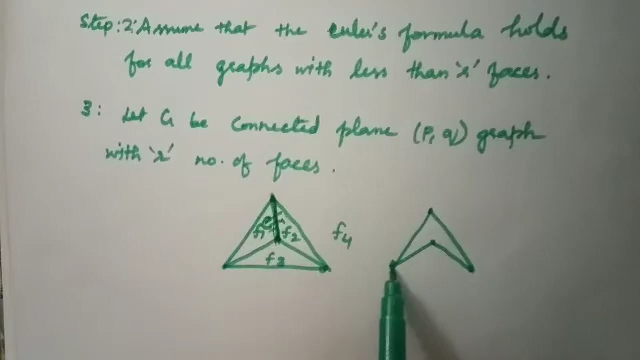 Step:2: Assume that the euler's formula holds
for all graphs with less than 'r' faces.
3: Let G be connected plane (P, q) graph
with 'r' no. of faces.
f1 e f2 f4
f3